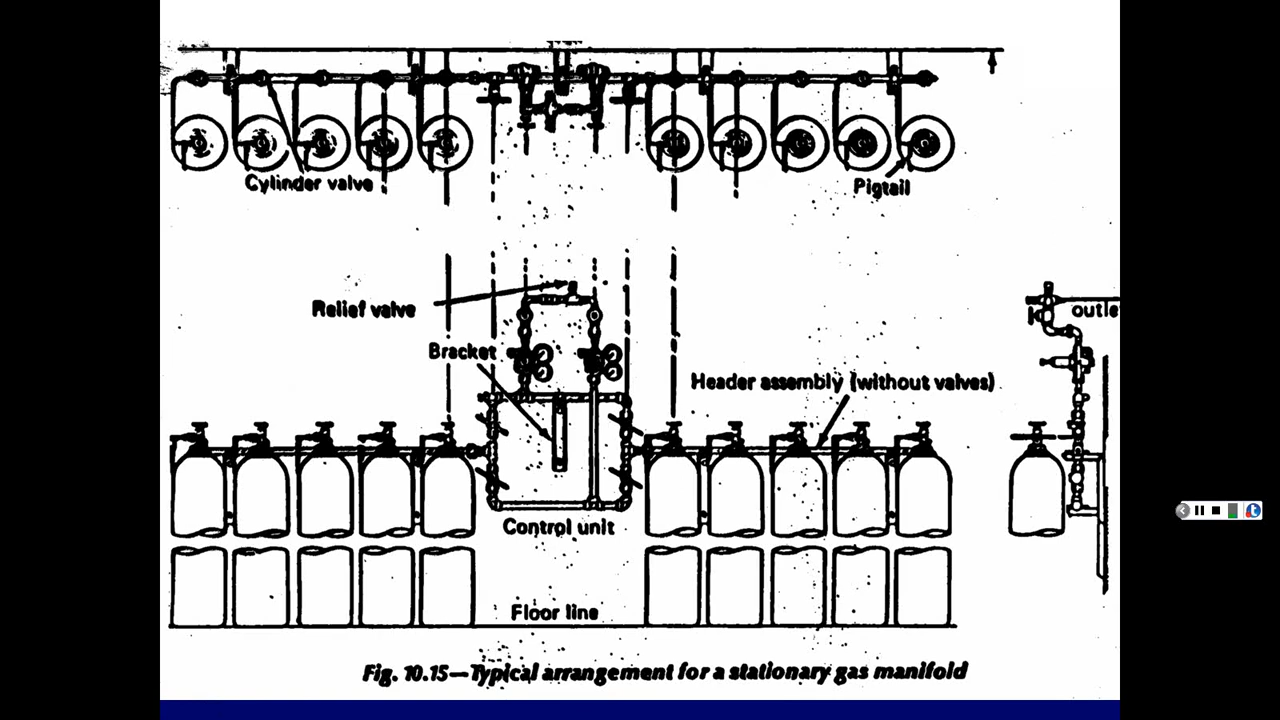 Cylinder valve
Pigtail
Relief valve
outle
Bracket
Header assembly (without valves)
Control unit
Floor line
Fig. 10.15—Typical arrangement for a stationary gas manifold